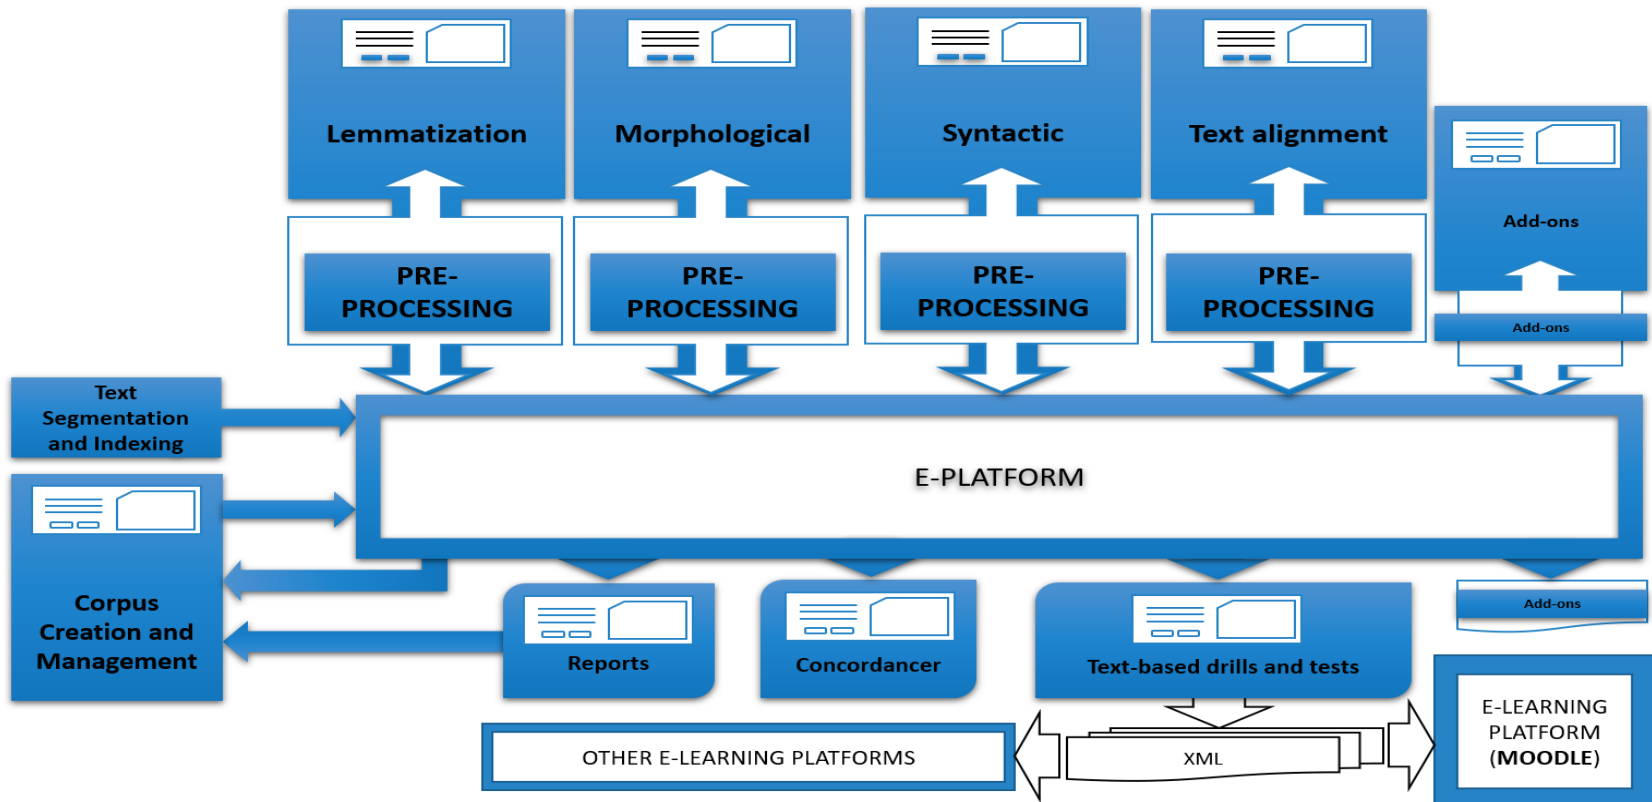 Lemmatization
Morphological
Syntactic
Text alignment
Add-ons
PRE-
PROCESSING
PRE-
PROCESSING
PRE-
PROCESSING
PRE-
PROCESSING
Add-ons
Text
Segmentation
and Indexing
E-PLATFORM
Corpus
Creation and
Management
Reports
Concordancer
Text-based drills and tests
Add-ons
OTHER E-LEARNING PLATFORMS
XML
E-LEARNING
PLATFORM
(MOODLE)